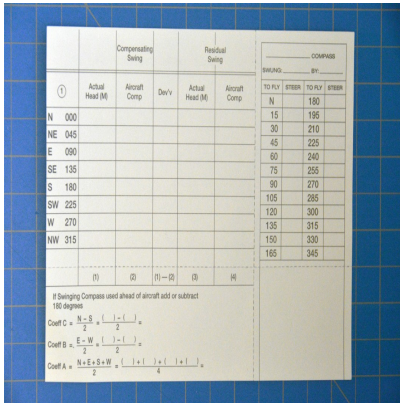 Compensating Swing Residual Swing
① Actual Head (M) Aircraft Comp Dev'v Actual Head (M) Aircraft Comp
N 000
NE 045
E 090
SE 135
S 180
SW 225
W 270
NW 315
(1) (2) (1) — (2) (3) (4)
If Swinging Compass used ahead of aircraft add or subtract
180 degrees
Coeff C = N – S / 2 = ( ) – ( ) / 2 =
Coeff B = E – W / 2 = ( ) – ( ) / 2 =
Coeff A = N + E + S + W / 2 = ( ) + ( ) + ( ) + ( ) / 4 =
COMPASS
SWUNG: BY:
TO FLY STEER TO FLY STEER
N 180
15 195
30 210
45 225
60 240
75 255
90 270
105 285
120 300
135 315
150 330
165 345